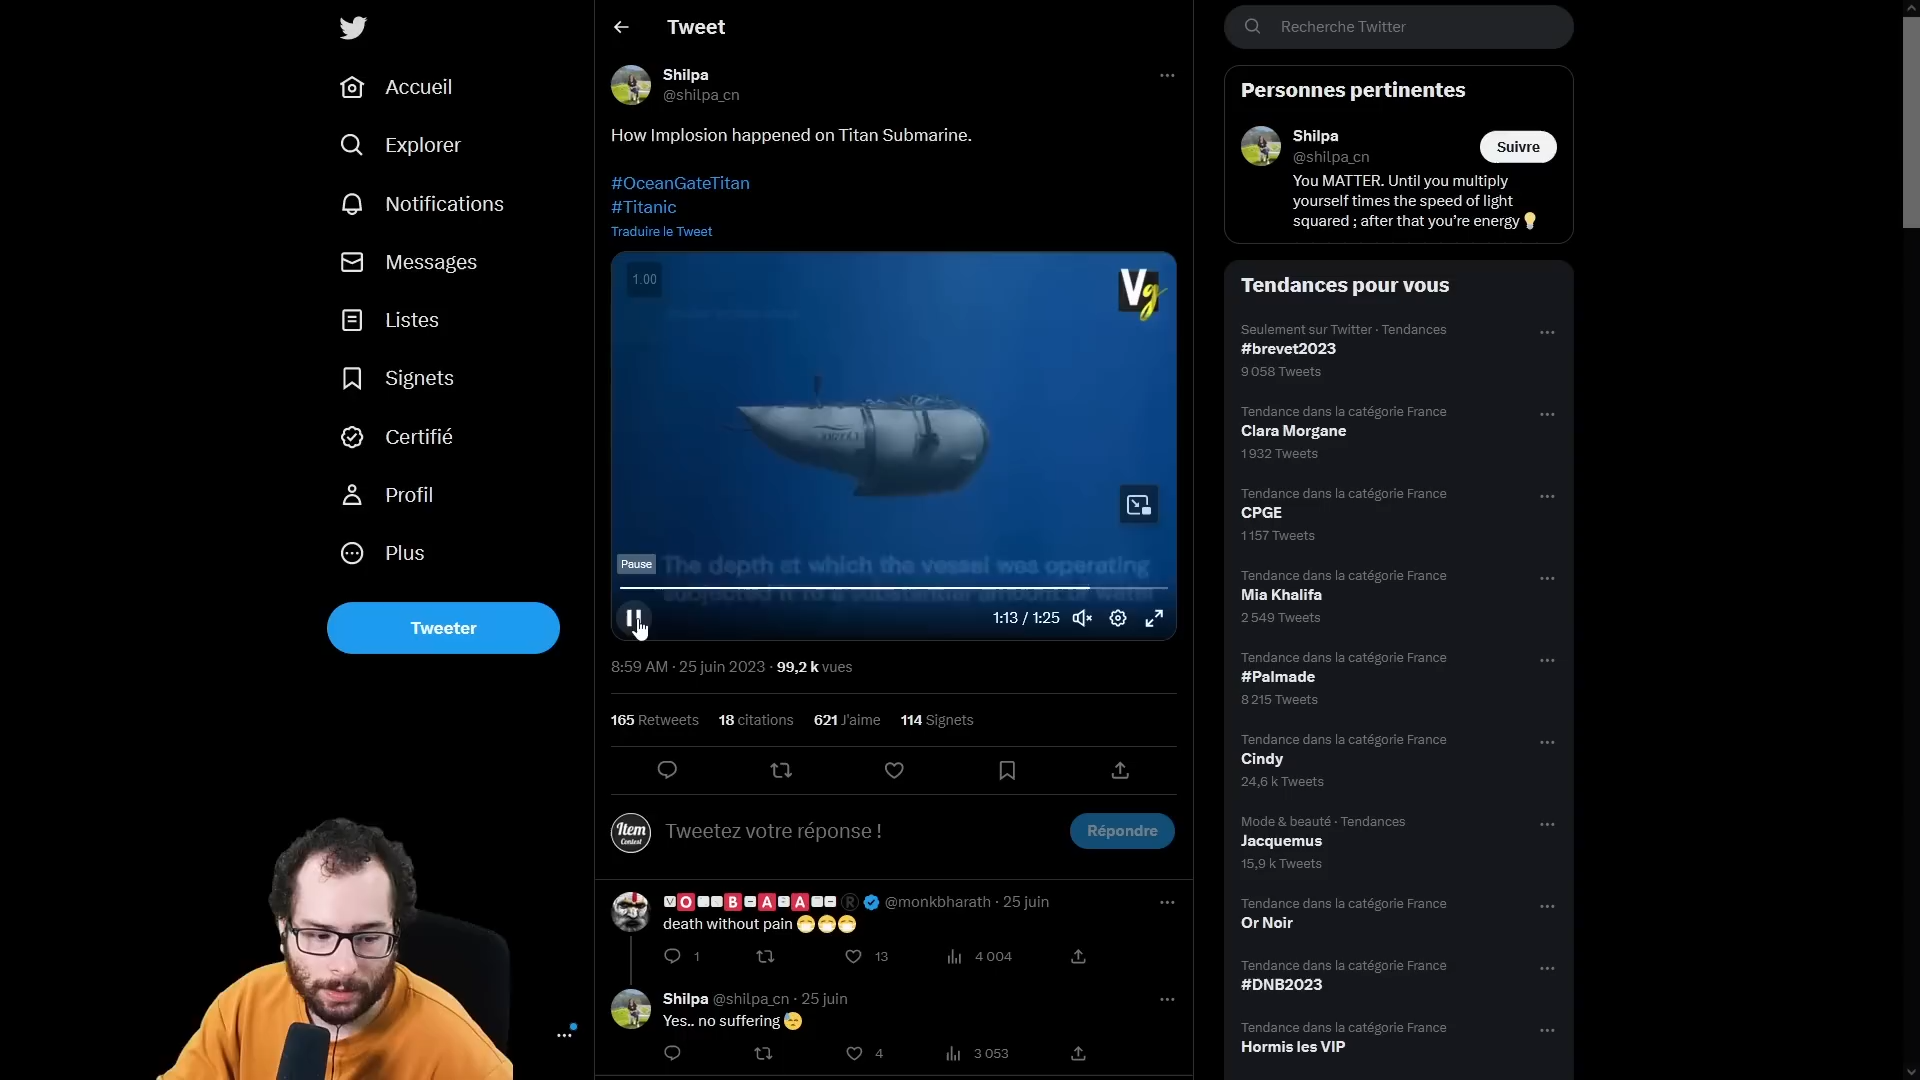 Accueil
Explorer
Notifications
Messages
Listes
Signets
Certifié
Profil
Plus
Tweeter
Tweet
Shilpa
@shilpa_cn
How Implosion happened on Titan Submarine.
#OceanGateTitan
#Titanic
Traduire le Tweet
1.00
Vg
Pause
The depth at which the vessel was operating
subjected it to a substantial amount of water
1:13 / 1:25
8:59 AM · 25 juin 2023 · 99,2 k vues
165 Retweets 18 citations 621 J'aime 114 Signets
Item
Contest
Tweetez votre réponse !
Répondre
@monkbharath · 25 juin
death without pain 😷😷😷
1 13 4 004
Shilpa @shilpa_cn · 25 juin
Yes.. no suffering 😓
4 3 053
Recherche Twitter
Personnes pertinentes
Shilpa
@shilpa_cn
Suivre
You MATTER. Until you multiply
yourself times the speed of light
squared ; after that you’re energy 💡
Tendances pour vous
Seulement sur Twitter · Tendances
#brevet2023
9 058 Tweets
Tendance dans la catégorie France
Clara Morgane
1 932 Tweets
Tendance dans la catégorie France
CPGE
1 157 Tweets
Tendance dans la catégorie France
Mia Khalifa
2 549 Tweets
Tendance dans la catégorie France
#Palmade
8 215 Tweets
Tendance dans la catégorie France
Cindy
24,6 k Tweets
Mode & beauté · Tendances
Jacquemus
15,9 k Tweets
Tendance dans la catégorie France
Or Noir
Tendance dans la catégorie France
#DNB2023
Tendance dans la catégorie France
Hormis les VIP